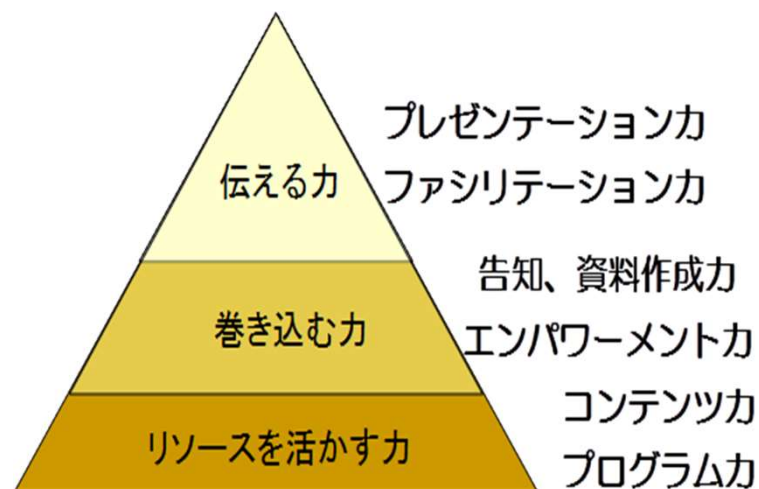 プレゼンテーション力
伝える力
ファシリテーション力
告知、資料作成力
巻き込む力
エンパワーメント力
コンテンツ力
リソースを活かす力
プログラム力